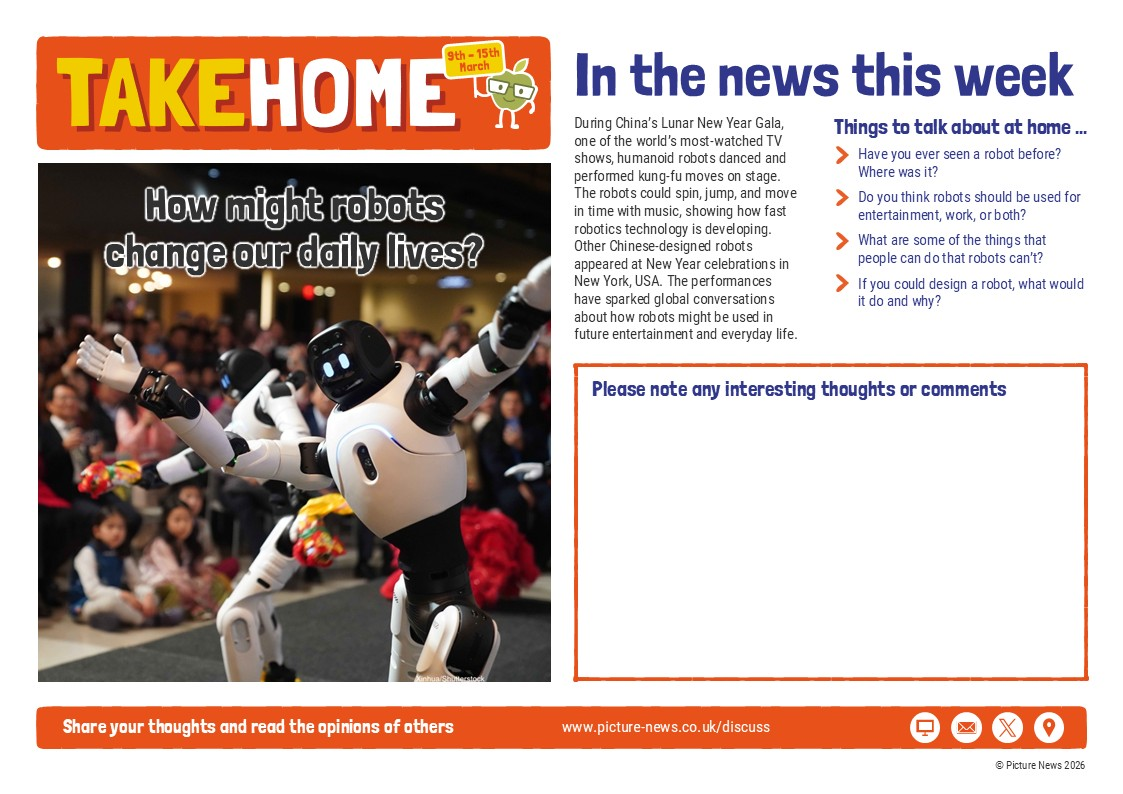 TAKEHOME
9th – 15th
March
How might robots
change our daily lives?
Xinhua/Shutterstock
In the news this week
During China’s Lunar New Year Gala,
one of the world’s most-watched TV
shows, humanoid robots danced and
performed kung-fu moves on stage.
The robots could spin, jump, and move
in time with music, showing how fast
robotics technology is developing.
Other Chinese-designed robots
appeared at New Year celebrations in
New York, USA. The performances
have sparked global conversations
about how robots might be used in
future entertainment and everyday life.
Things to talk about at home ...
Have you ever seen a robot before?
Where was it?
Do you think robots should be used for
entertainment, work, or both?
What are some of the things that
people can do that robots can’t?
If you could design a robot, what would
it do and why?
Please note any interesting thoughts or comments
Share your thoughts and read the opinions of others
www.picture-news.co.uk/discuss
© Picture News 2026